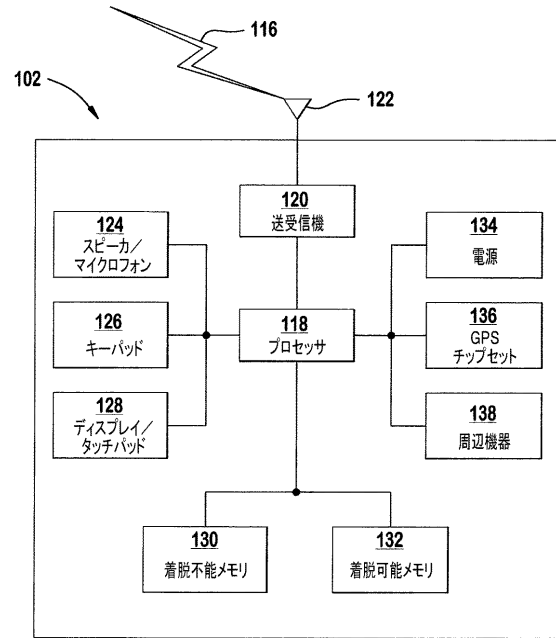 116
102
122
120
送受信機
124
スピーカ/
マイクロフォン
134
電源
126
キーパッド
118
プロセッサ
136
GPS
チップセット
128
ディスプレイ/
タッチパッド
138
周辺機器
130
着脱不能メモリ
132
着脱可能メモリ